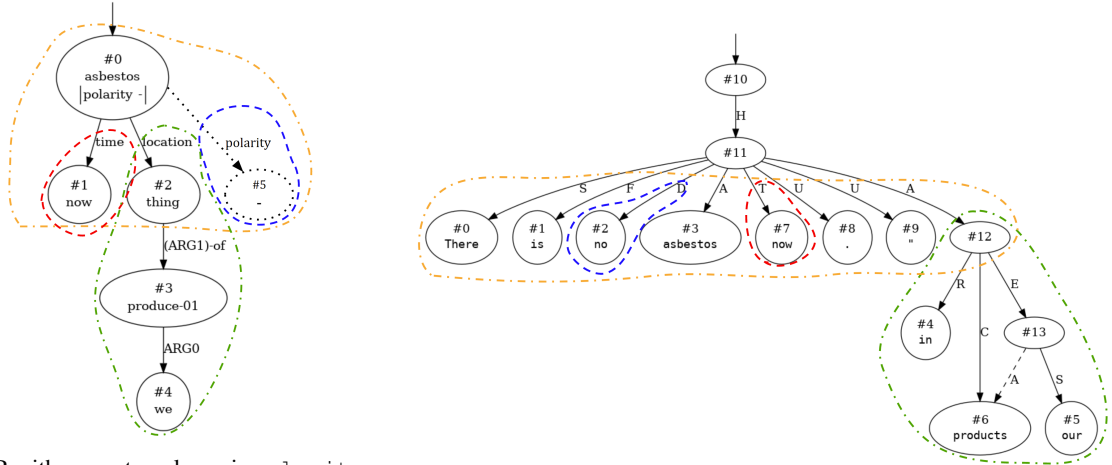 #0
asbestos
|polarity -|
time
location
polarity
#1
now
#2
thing
#5
-
(ARG1)-of
#3
produce-01
ARG0
#4
we
#10
H
#11
S F D A T U U A
#0
There
#1
is
#2
no
#3
asbestos
#7
now
#8
.
#9
"
#12
R
C
E
#4
in
#13
A
S
#6
products
#5
our